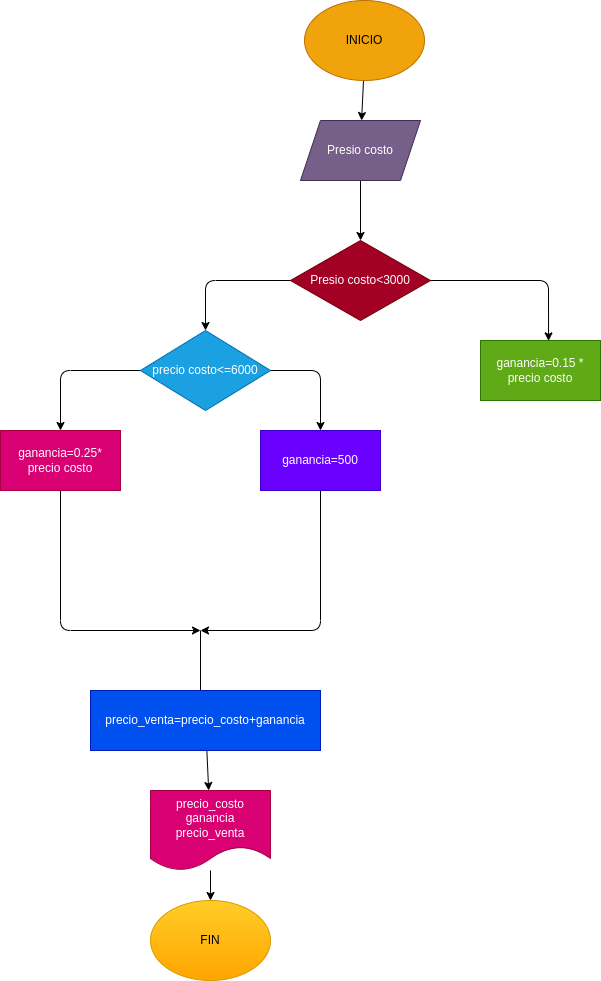 INICIO
Presio costo
Presio costo<3000
precio costo<=6000
ganancia=0.15 *
precio costo
ganancia=0.25*
precio costo
ganancia=500
precio_venta=precio_costo+ganancia
precio_costo
ganancia
precio_venta
FIN